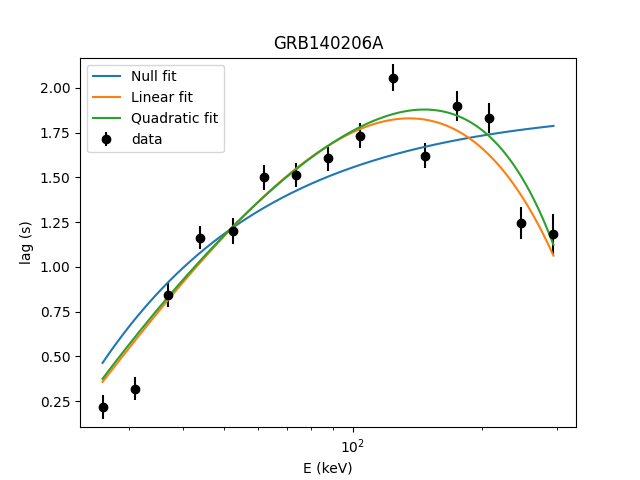 GRB140206A
Null fit
Linear fit
Quadratic fit
data
2.00
1.75
1.50
1.25
1.00
0.75
0.50
0.25
lag (s)
10²
E (keV)